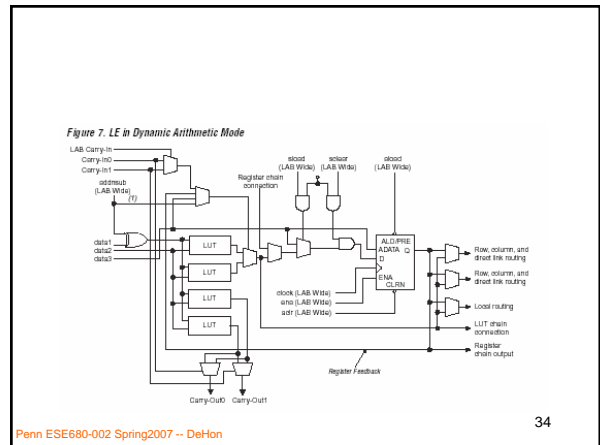 Figure 7. LE in Dynamic Arithmetic Mode
LAB Carry-In
Carry-In0
Carry-In1
addnsub
(LAB Wide)
(1)
data1
data2
data3
LUT
LUT
LUT
LUT
Register chain
connection
sload
(LAB Wide)
sclear
(LAB Wide)
aload
(LAB Wide)
ALD/PRE
ADATA Q
D
ENA
CLRN
clock (LAB Wide)
ena (LAB Wide)
aclr (LAB Wide)
Row, column, and
direct link routing
Row, column, and
direct link routing
Local routing
LUT chain
connection
Register
chain output
Register Feedback
Carry-Out0 Carry-Out1
34
Penn ESE680-002 Spring2007 -- DeHon